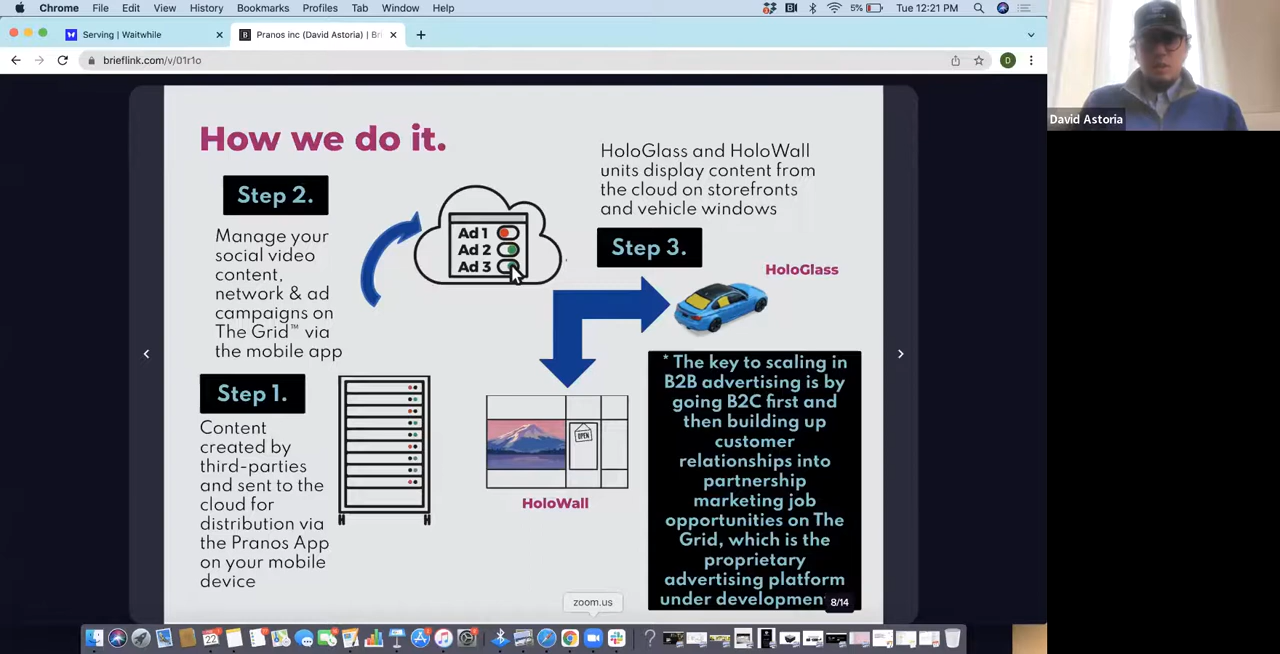 Chrome File Edit View History Bookmarks Profiles Tab Window Help 5% Tue 12:21 PM
Serving | Waitwhile
Pranos inc (David Astoria) | Bri
brieflink.com/v/01r1o
D
How we do it.
Step 2.
Manage your
social video
content,
network & ad
campaigns on
The Grid™ via
the mobile app
Step 1.
Content
created by
third-parties
and sent to the
cloud for
distribution via
the Pranos App
on your mobile
device
Ad 1
Ad 2
Ad 3
HoloGlass and HoloWall
units display content from
the cloud on storefronts
and vehicle windows
Step 3.
HoloGlass
OPEN
HoloWall
* The key to scaling in
B2B advertising is by
going B2C first and
then building up
customer
relationships into
partnership
marketing job
opportunities on The
Grid, which is the
proprietary
advertising platform
under developmen
8/14
zoom.us
22
David Astoria